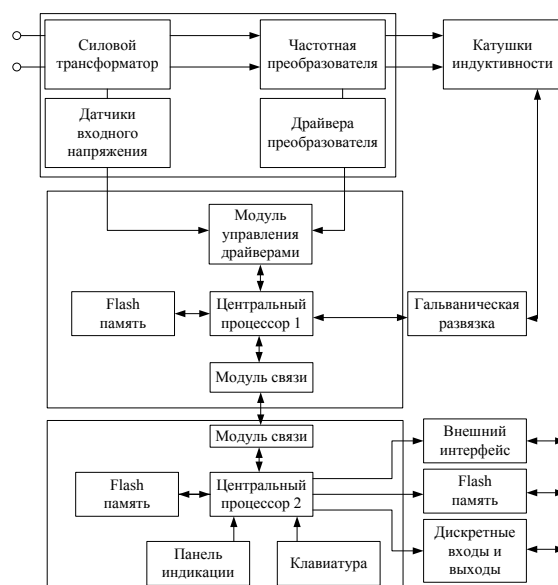 Силовой
трансформатор
Частотная
преобразователя
Катушки
индуктивности
Датчики
входного
напряжения
Драйвера
преобразователя
Модуль
управления
драйверами
Flash
память
Центральный
процессор 1
Гальваническая
развязка
Модуль связи
Модуль связи
Внешний
интерфейс
Flash
память
Центральный
процессор 2
Flash
память
Панель
индикации
Клавиатура
Дискретные
входы и
выходы